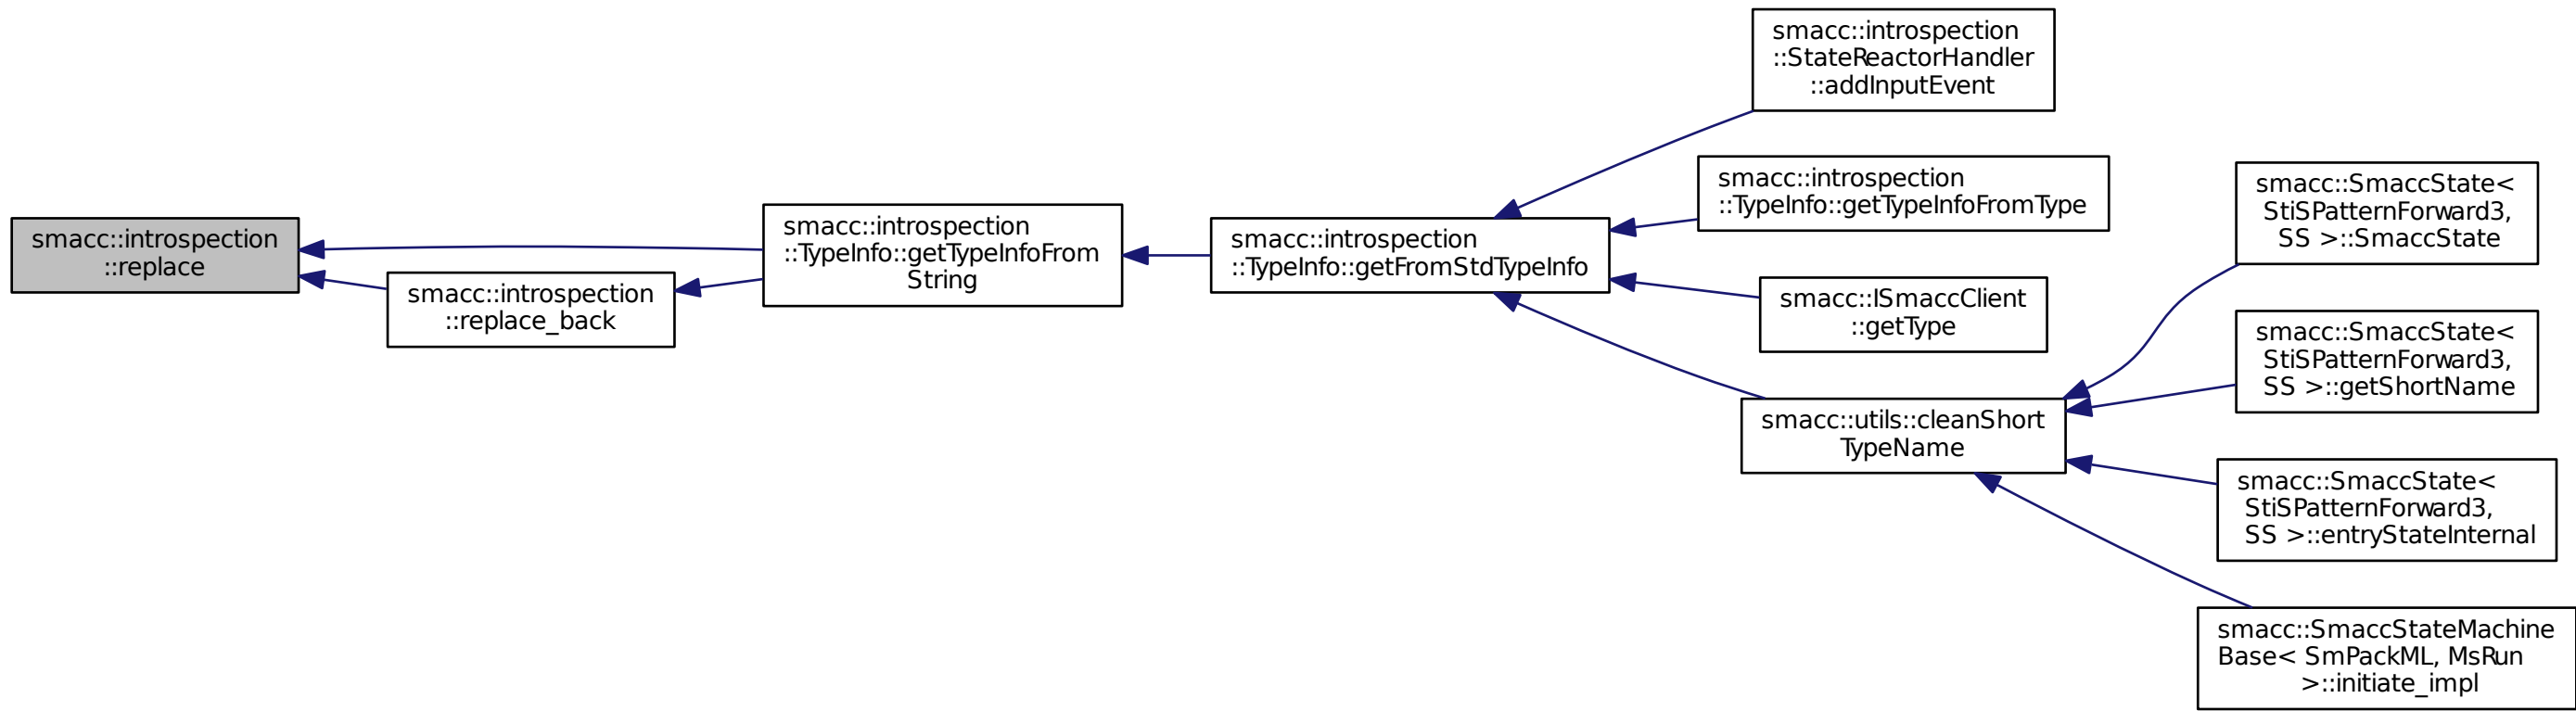 smacc::introspection
::replace
smacc::introspection
::replace_back
smacc::introspection
::TypeInfo::getTypeInfoFrom
String
smacc::introspection
::TypeInfo::getFromStdTypeInfo
smacc::introspection
::StateReactorHandler
::addInputEvent
smacc::introspection
::TypeInfo::getTypeInfoFromType
smacc::ISmaccClient
::getType
smacc::utils::cleanShort
TypeName
smacc::SmaccState<
StiSPatternForward3,
SS >::SmaccState
smacc::SmaccState<
StiSPatternForward3,
SS >::getShortName
smacc::SmaccState<
StiSPatternForward3,
SS >::entryStateInternal
smacc::SmaccStateMachine
Base< SmPackML, MsRun
>::initiate_impl